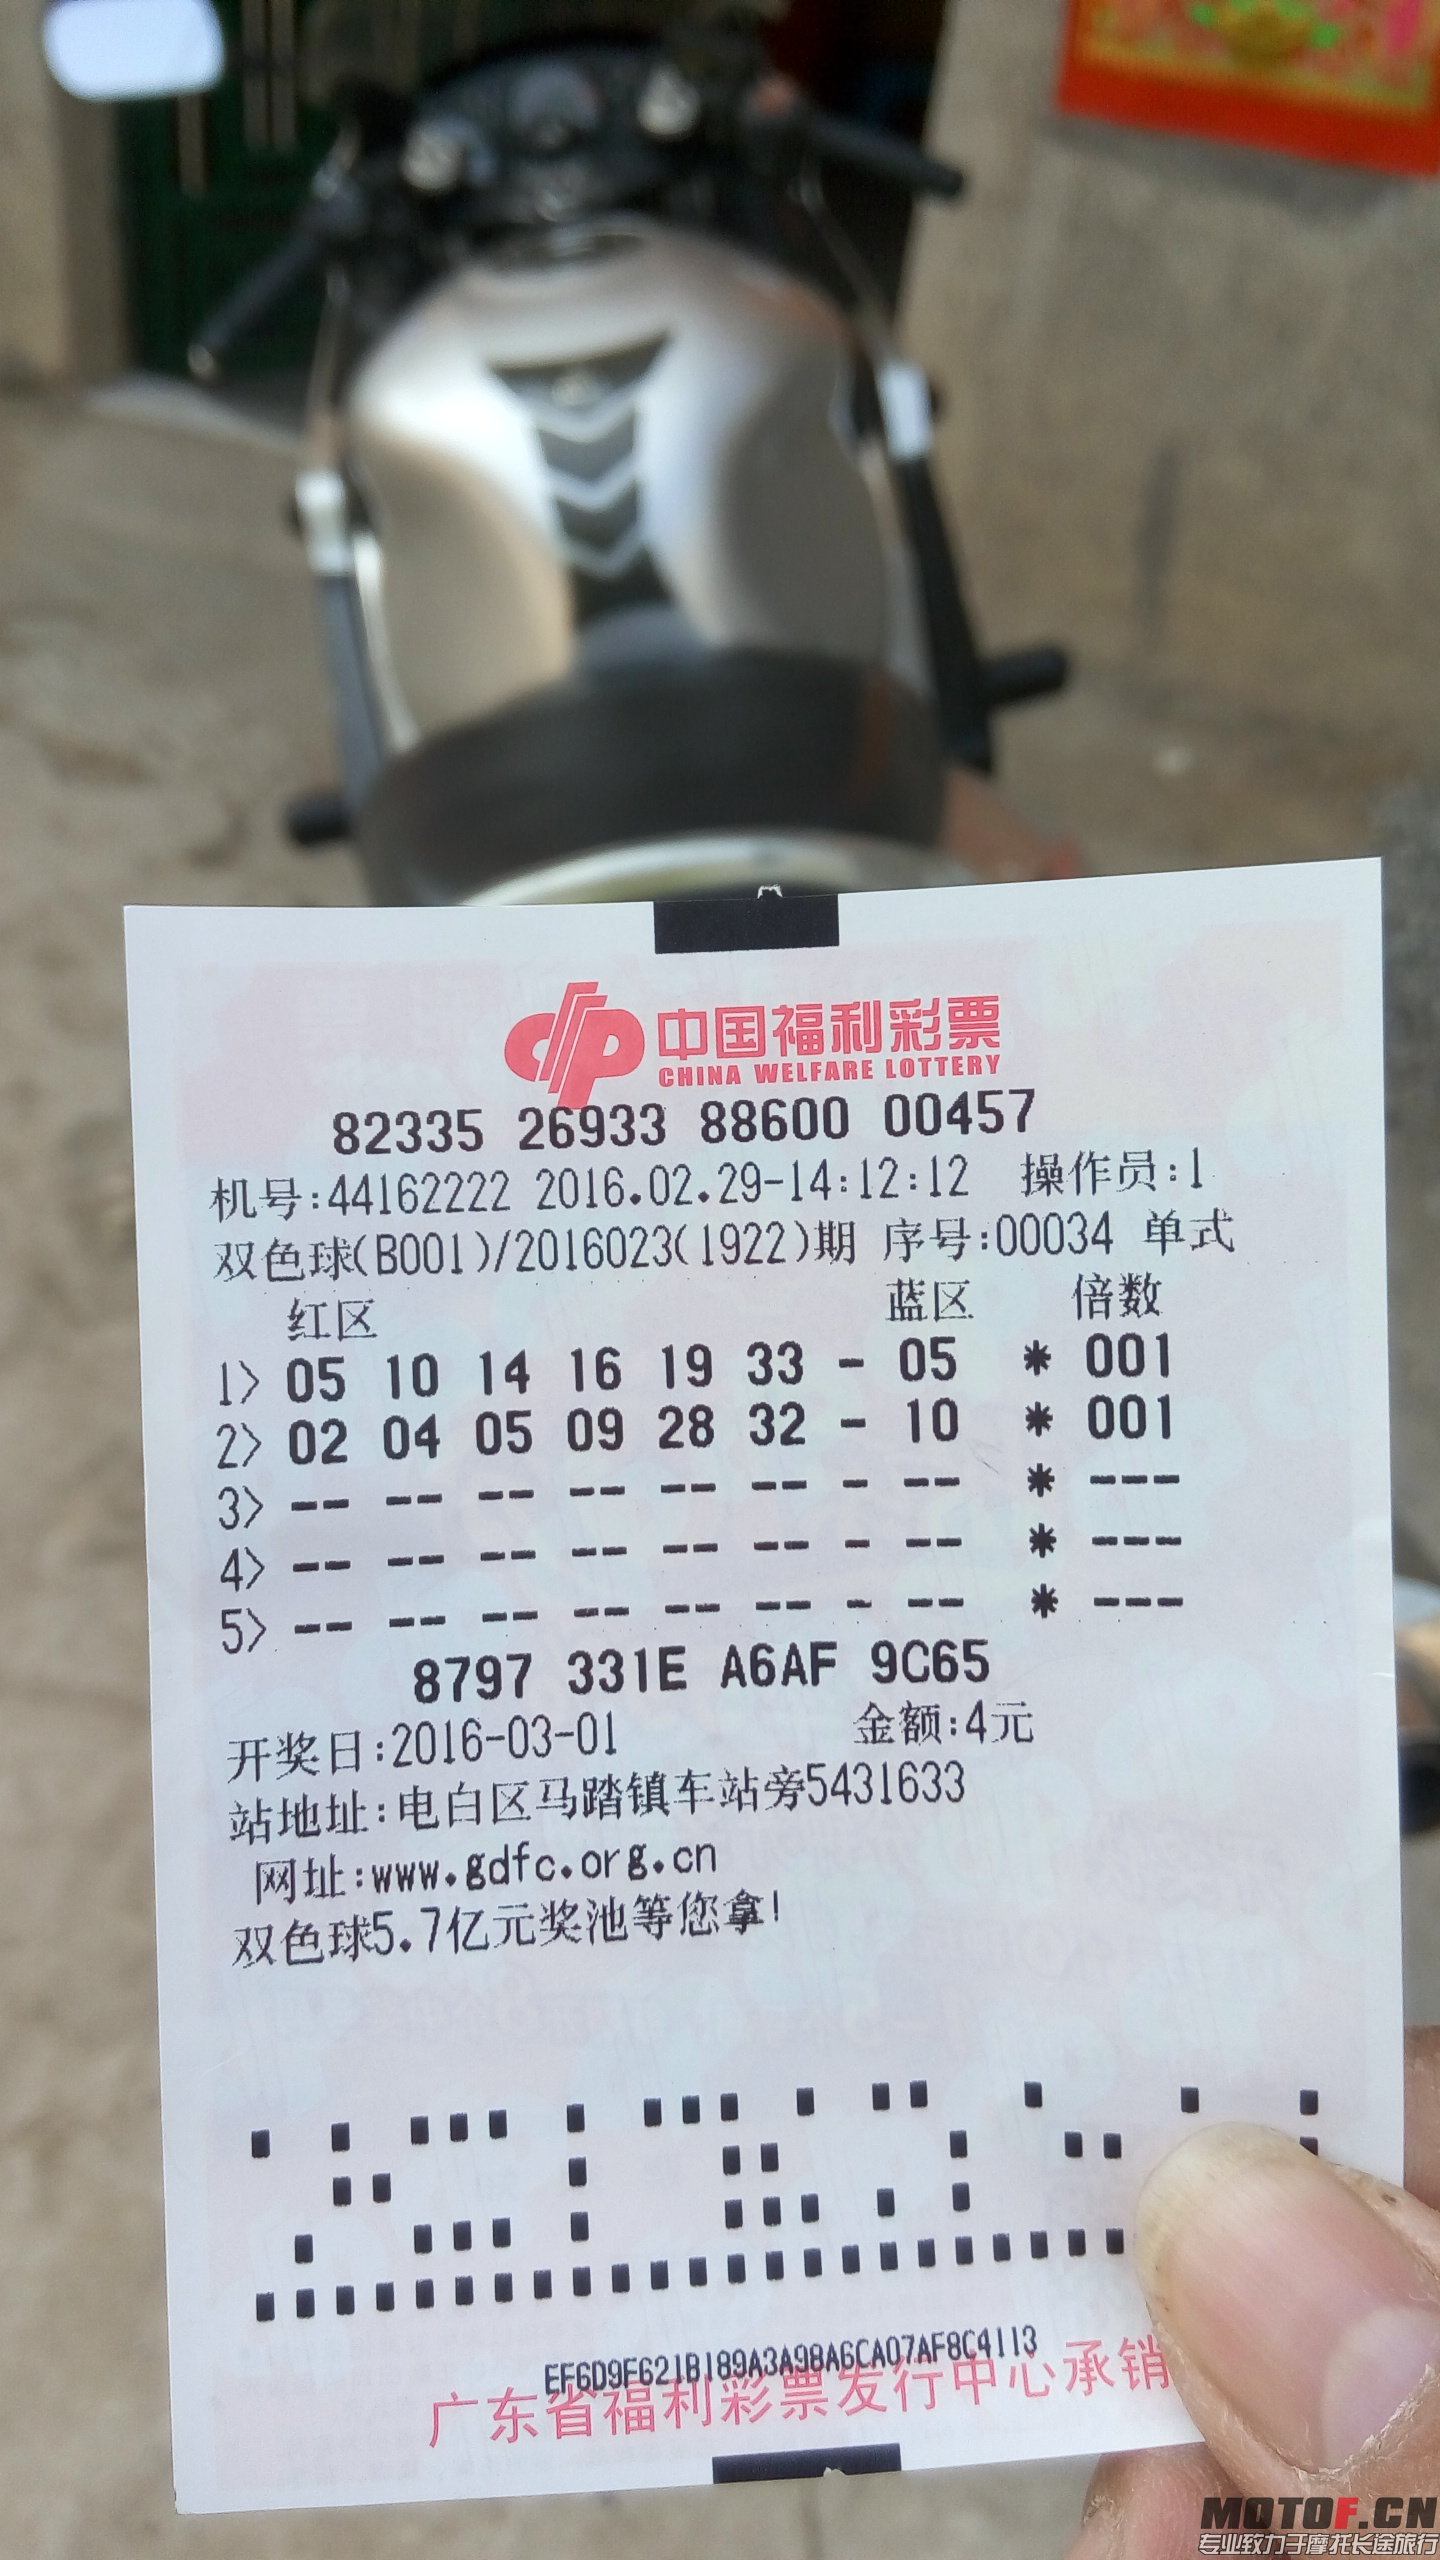 中国福利彩票
CHINA WELFARE LOTTERY
82335 26933 88600 00457
机号:44162222 2016.02.29-14:12:12 操作员:1
双色球(B001)/2016023(1922)期 序号:00034 单式
红区 蓝区 倍数
1> 05 10 14 16 19 33 - 05 * 001
2> 02 04 05 09 28 32 - 10 * 001
3> -- -- -- -- -- -- - -- * ---
4> -- -- -- -- -- -- - -- * ---
5> -- -- -- -- -- -- - -- * ---
8797 331E A6AF 9C65
开奖日:2016-03-01 金额:4元
站地址:电白区马踏镇车站旁5431633
网址:www.gdfc.org.cn
双色球5.7亿元奖池等您拿!
EF6D9F621B189A3A98A6CA07AF8C4113
广东省福利彩票发行中心承销
MOTOF.CN
专业致力于摩托长途旅行